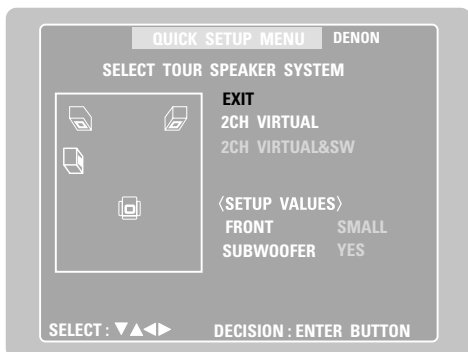 QUICK SETUP MENU DENON
SELECT TOUR SPEAKER SYSTEM
EXIT
2CH VIRTUAL
2CH VIRTUAL&SW
〈SETUP VALUES〉
FRONT SMALL
SUBWOOFER YES
SELECT : ▼▲◀▶ DECISION : ENTER BUTTON